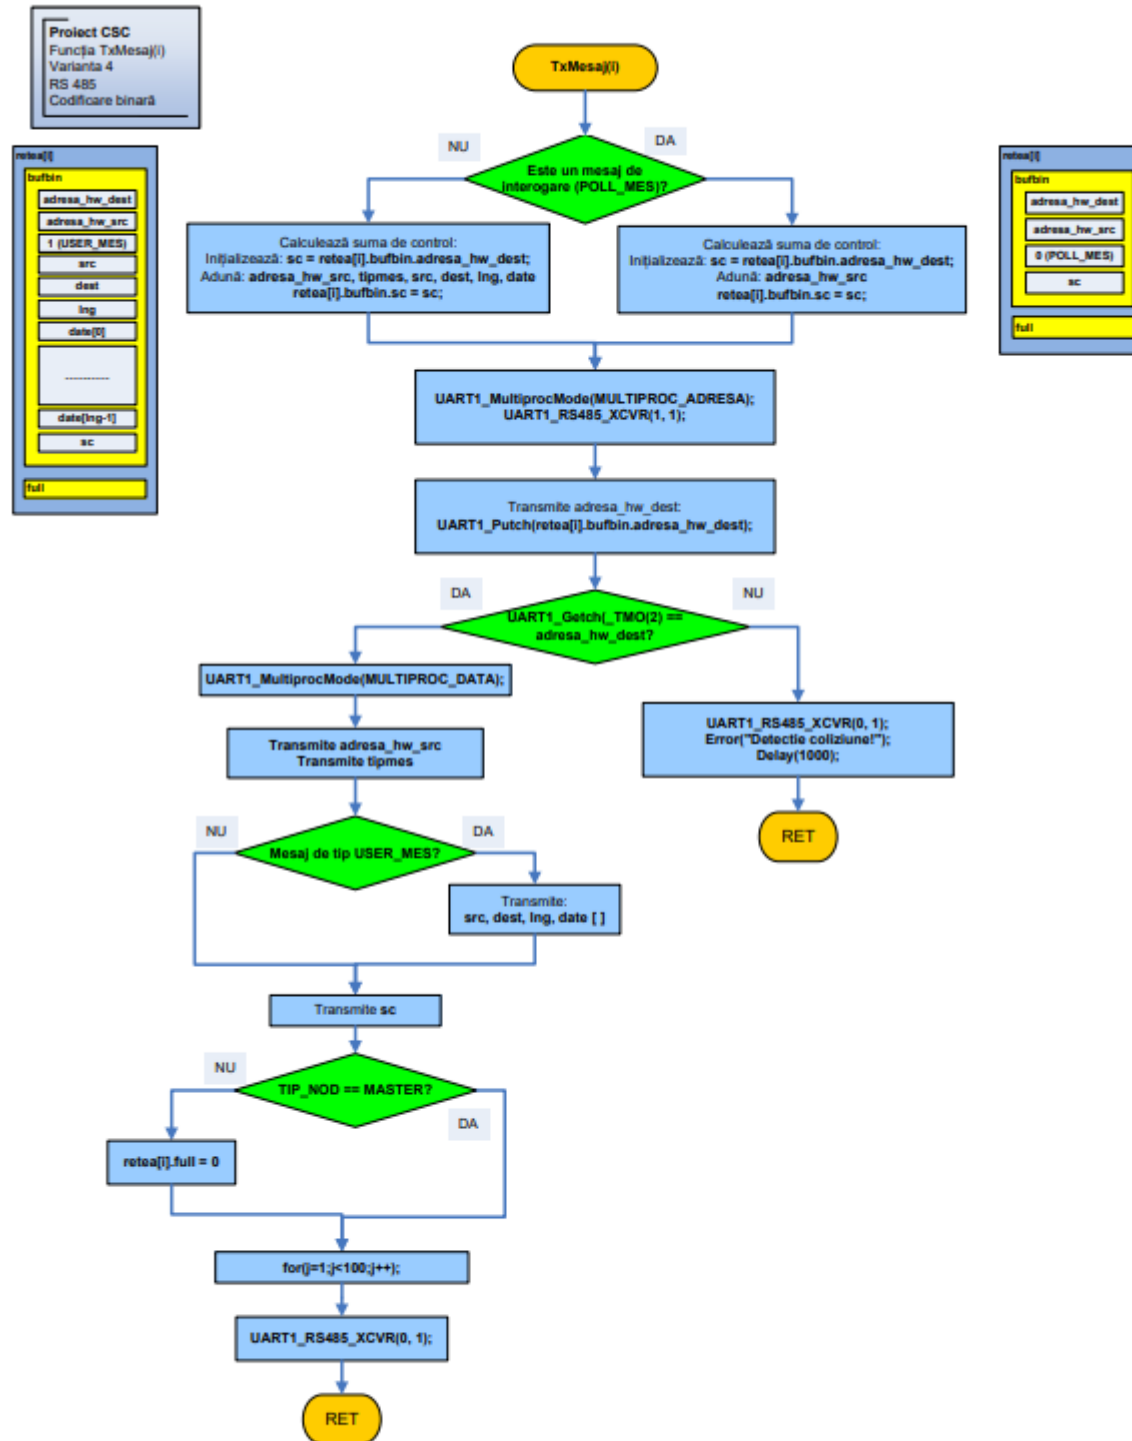 Proiect CSC
Funcția TxMesaj(i)
Varianta 4
RS 485
Codificare binară
TxMesaj(i)
NU
DA
Este un mesaj de
interogare (POLL_MES)?
retea[i]
bufbin
adresa_hw_dest
adresa_hw_src
1 (USER_MES)
src
dest
lng
date[0]
-----------
date[lng-1]
sc
full
retea[i]
bufbin
adresa_hw_dest
adresa_hw_src
0 (POLL_MES)
sc
full
Calculează suma de control:
Inițializează: sc = retea[i].bufbin.adresa_hw_dest;
Adună: adresa_hw_src, tipmes, src, dest, lng, date
retea[i].bufbin.sc = sc;
Calculează suma de control:
Inițializează: sc = retea[i].bufbin.adresa_hw_dest;
Adună: adresa_hw_src
retea[i].bufbin.sc = sc;
UART1_MultiprocMode(MULTIPROC_ADRESA);
UART1_RS485_XCVR(1, 1);
Transmite adresa_hw_dest:
UART1_Putch(retea[i].bufbin.adresa_hw_dest);
DA
NU
UART1_Getch(_TMO(2) ==
adresa_hw_dest?
UART1_MultiprocMode(MULTIPROC_DATA);
UART1_RS485_XCVR(0, 1);
Error("Detectie coliziune!");
Delay(1000);
Transmite adresa_hw_src
Transmite tipmes
RET
NU
DA
Mesaj de tip USER_MES?
Transmite:
src, dest, lng, date [ ]
Transmite sc
NU
TIP_NOD == MASTER?
DA
retea[i].full = 0
for(j=1;j<100;j++);
UART1_RS485_XCVR(0, 1);
RET